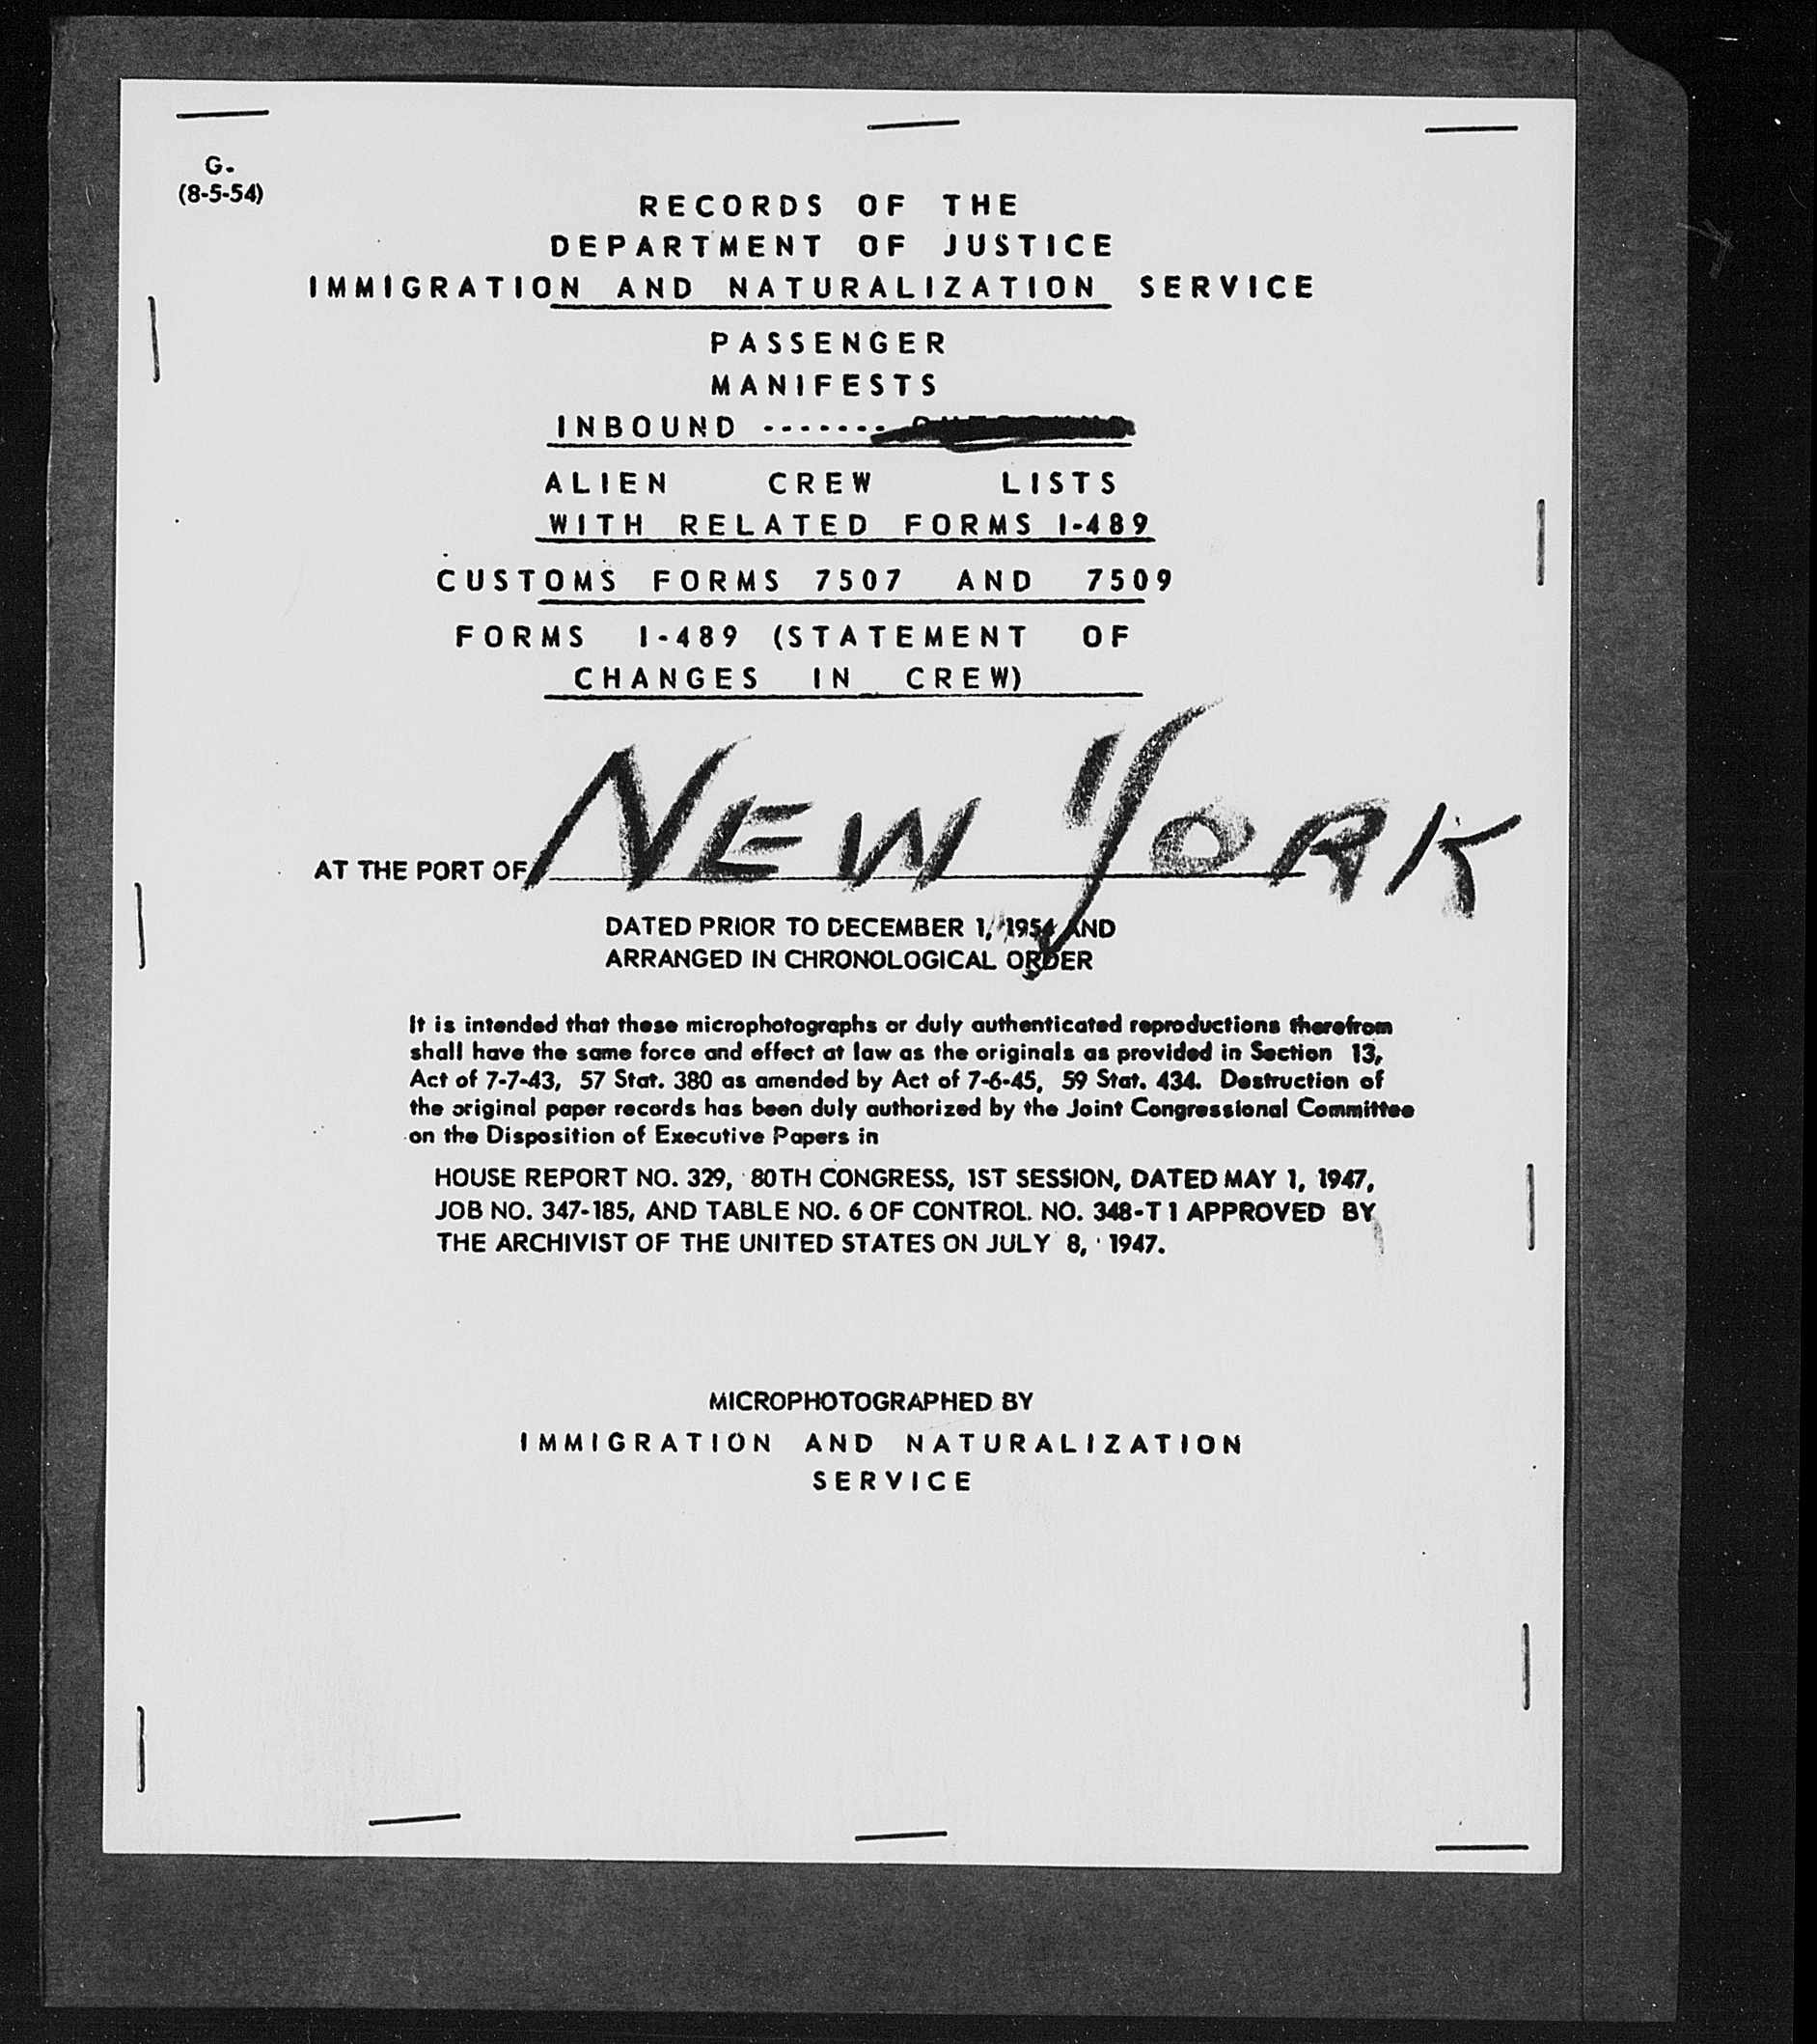 G.
(8-5-54)
RECORDS OF THE
DEPARTMENT OF JUSTICE
IMMIGRATION AND NATURALIZATION SERVICE
PASSENGER
MANIFESTS
INBOUND -------
ALIEN CREW LISTS
WITH RELATED FORMS I-489
CUSTOMS FORMS 7507 AND 7509
FORMS I-489 (STATEMENT OF
CHANGES IN CREW)
AT THE PORT OF NEW YORK
DATED PRIOR TO DECEMBER 1, 1954 AND
ARRANGED IN CHRONOLOGICAL ORDER
It is intended that these microphotographs or duly authenticated reproductions therefrom
shall have the same force and effect at law as the originals as provided in Section 13,
Act of 7-7-43, 57 Stat. 380 as amended by Act of 7-6-45, 59 Stat. 434. Destruction of
the original paper records has been duly authorized by the Joint Congressional Committee
on the Disposition of Executive Papers in
HOUSE REPORT NO. 329, 80TH CONGRESS, 1ST SESSION, DATED MAY 1, 1947,
JOB NO. 347-185, AND TABLE NO. 6 OF CONTROL NO. 348-T1 APPROVED BY
THE ARCHIVIST OF THE UNITED STATES ON JULY 8, 1947.
MICROPHOTOGRAPHED BY
IMMIGRATION AND NATURALIZATION
SERVICE